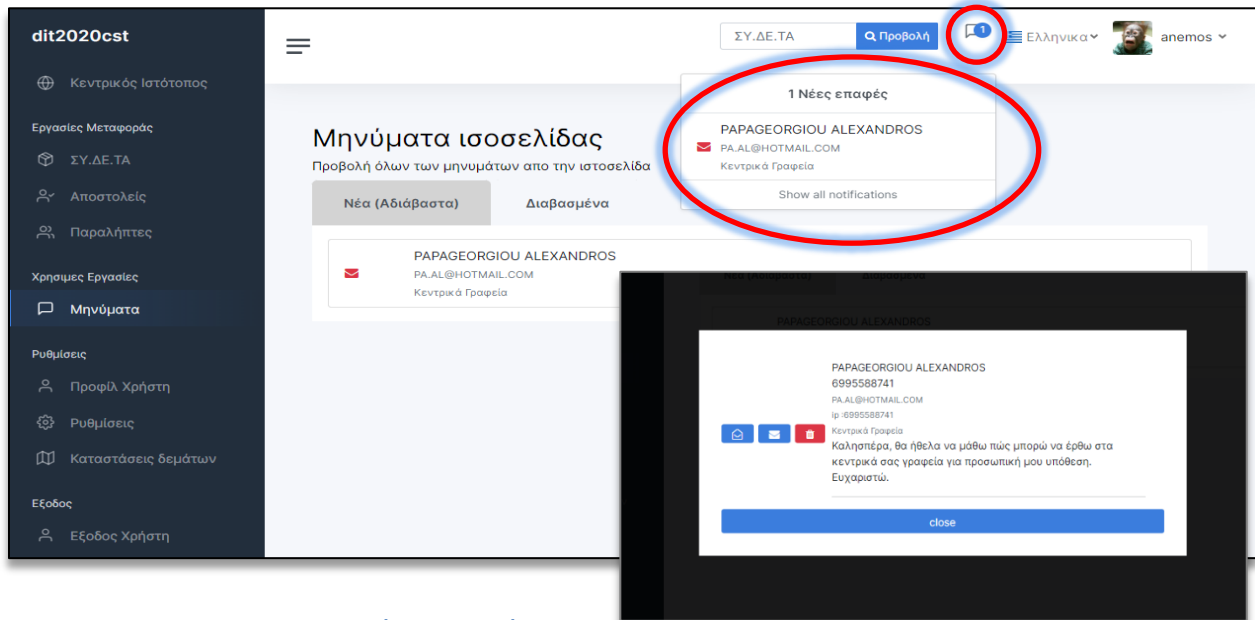 dit2020cst
ΣΥ.ΔΕ.ΤΑ
Προβολή
1
Ελληνικα
anemos
Κεντρικός Ιστότοπος
Εργασίες Μεταφοράς
ΣΥ.ΔΕ.ΤΑ
Αποστολείς
Παραλήπτες
Χρησιμες Εργασίες
Μηνύματα
Ρυθμίσεις
Προφίλ Χρήστη
Ρυθμίσεις
Καταστάσεις δεμάτων
Εξοδος
Εξοδος Χρήστη
1 Νέες επαφές
PAPAGEORGIOU ALEXANDROS
PA.AL@HOTMAIL.COM
Κεντρικά Γραφεία
Show all notifications
Μηνύματα ισοσελίδας
Προβολή όλων των μηνυμάτων απο την ιστοσελίδα
Νέα (Αδιάβαστα)
Διαβασμένα
PAPAGEORGIOU ALEXANDROS
PA.AL@HOTMAIL.COM
Κεντρικά Γραφεία
Νέα (Αδιάβαστα)
Διαβασμένα
PAPAGEORGIOU ALEXANDROS
PAPAGEORGIOU ALEXANDROS
6995588741
PA.AL@HOTMAIL.COM
ip :6995588741
Κεντρικά Γραφεία
Καλησπέρα, θα ήθελα να μάθω πώς μπορώ να έρθω στα
κεντρικά σας γραφεία για προσωπική μου υπόθεση.
Ευχαριστώ.
close